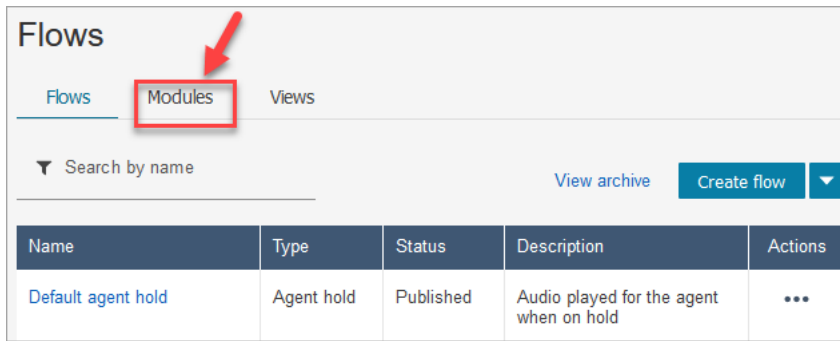 Flows
Flows Modules Views
Search by name
View archive Create flow
Name Type Status Description Actions
Default agent hold Agent hold Published Audio played for the agent
when on hold